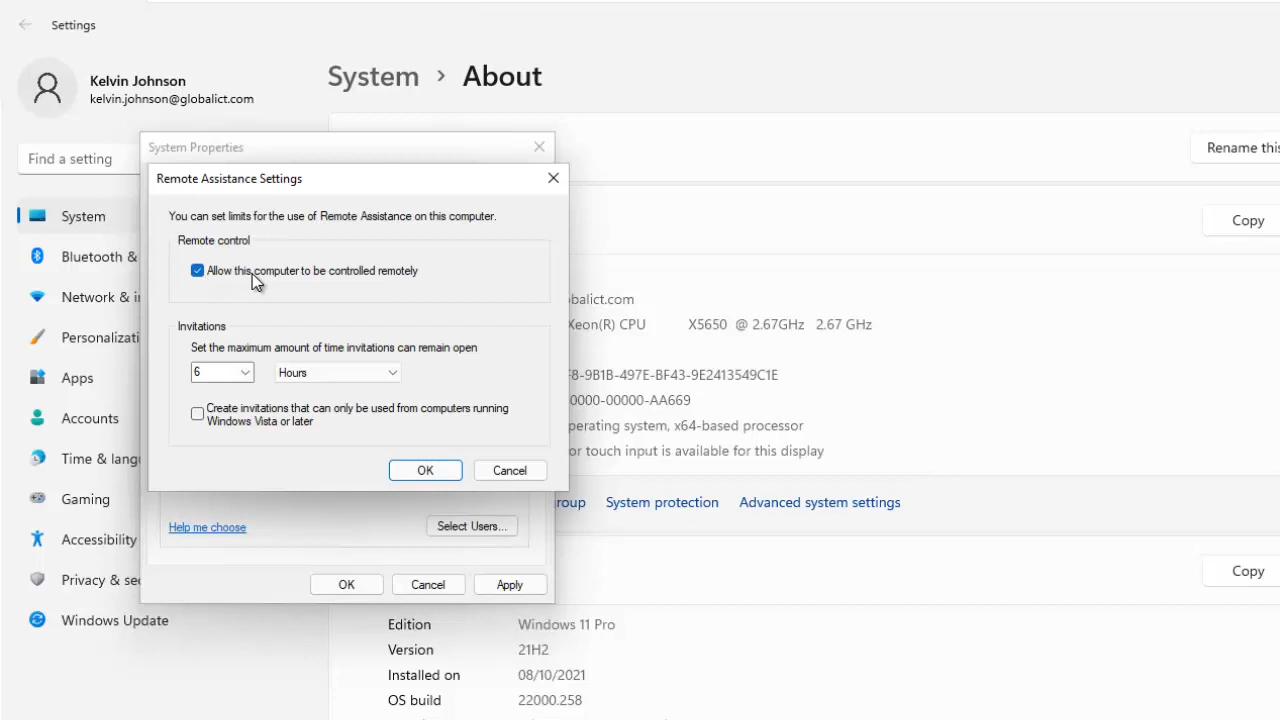 Settings
Kelvin Johnson
kelvin.johnson@globalict.com
System > About
Find a setting
System Properties
Rename this
Remote Assistance Settings
System
Copy
You can set limits for the use of Remote Assistance on this computer.
Remote control
Bluetooth &
Allow this computer to be controlled remotely
Network & i
balict.com
Xeon(R) CPU X5650 @ 2.67GHz 2.67 GHz
Invitations
Personalizati
Set the maximum amount of time invitations can remain open
6 Hours
F8-9B1B-497E-BF43-9E2413549C1E
Apps
0000-00000-AA669
Create invitations that can only be used from computers running
Windows Vista or later
Accounts
perating system, x64-based processor
or touch input is available for this display
Time & langu
OK Cancel
Gaming
roup System protection Advanced system settings
Help me choose
Select Users...
Accessibility
Copy
Privacy & sec
OK Cancel Apply
Windows Update
Edition Windows 11 Pro
Version 21H2
Installed on 08/10/2021
OS build 22000.258